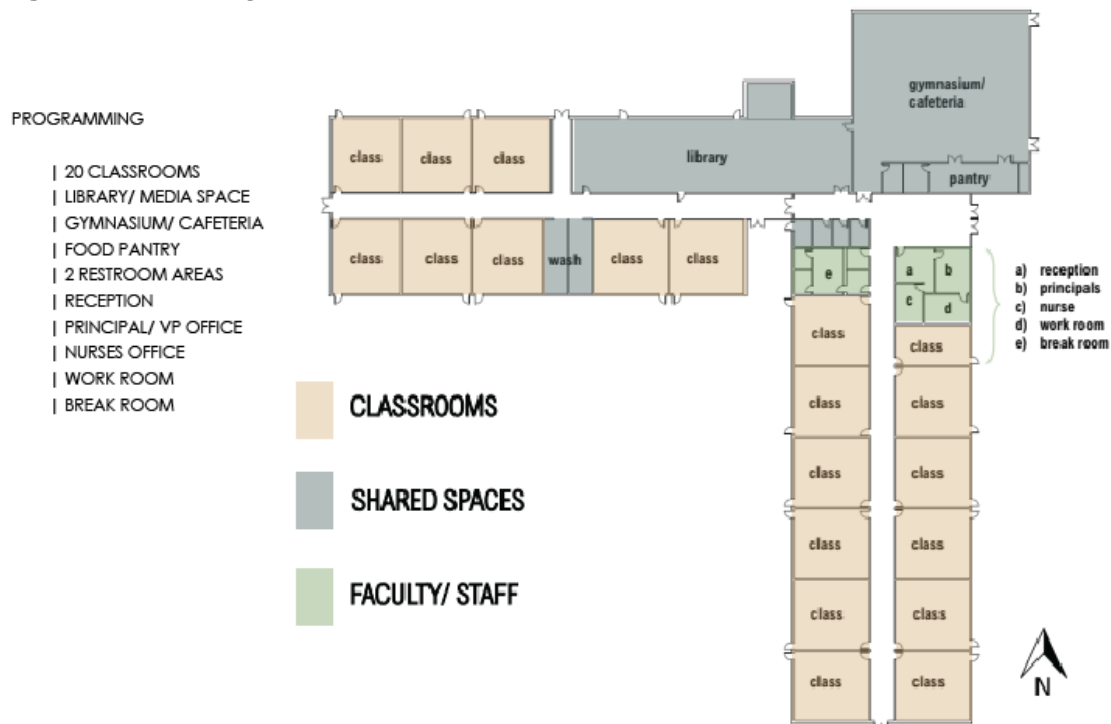 PROGRAMMING
| 20 CLASSROOMS
| LIBRARY/ MEDIA SPACE
| GYMNASIUM/ CAFETERIA
| FOOD PANTRY
| 2 RESTROOM AREAS
| RECEPTION
| PRINCIPAL/ VP OFFICE
| NURSES OFFICE
| WORK ROOM
| BREAK ROOM
gymnasium/
cafeteria
class class class library
pantry
class class class wash class class
e a b
c d
a) reception
b) principals
c) nurse
d) work room
e) break room
class class
class class
class class
class class
class class
class class
CLASSROOMS
SHARED SPACES
FACULTY/ STAFF
N